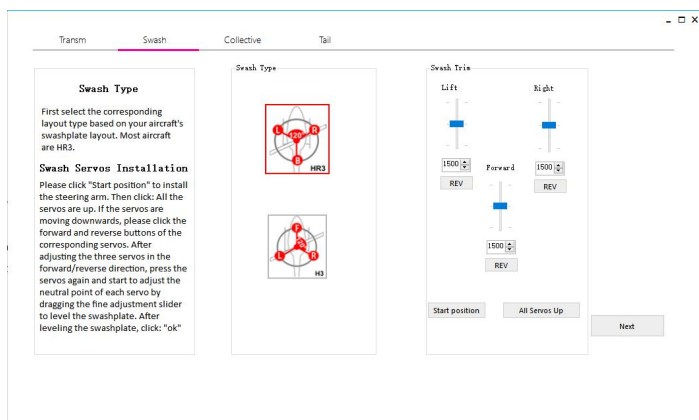 Transm
Swash
Collective
Tail
Swash Type
First select the corresponding
layout type based on your aircraft's
swashplate layout. Most aircraft
are HR3.
Swash Servos Installation
Please click "Start position" to install
the steering arm. Then click: All the
servos are up. If the servos are
moving downwards, please click the
forward and reverse buttons of the
corresponding servos. After
adjusting the three servos in the
forward/reverse direction, press the
servos again and start to adjust the
neutral point of each servo by
dragging the fine adjustment slider
to level the swashplate. After
leveling the swashplate, click: "ok"
Swash Type
L
120°
R
B
HR3
F
L
R
H3
Swash Trim
Lift
Right
1500
1500
REV
REV
Forward
1500
REV
Start position
All Servos Up
Next